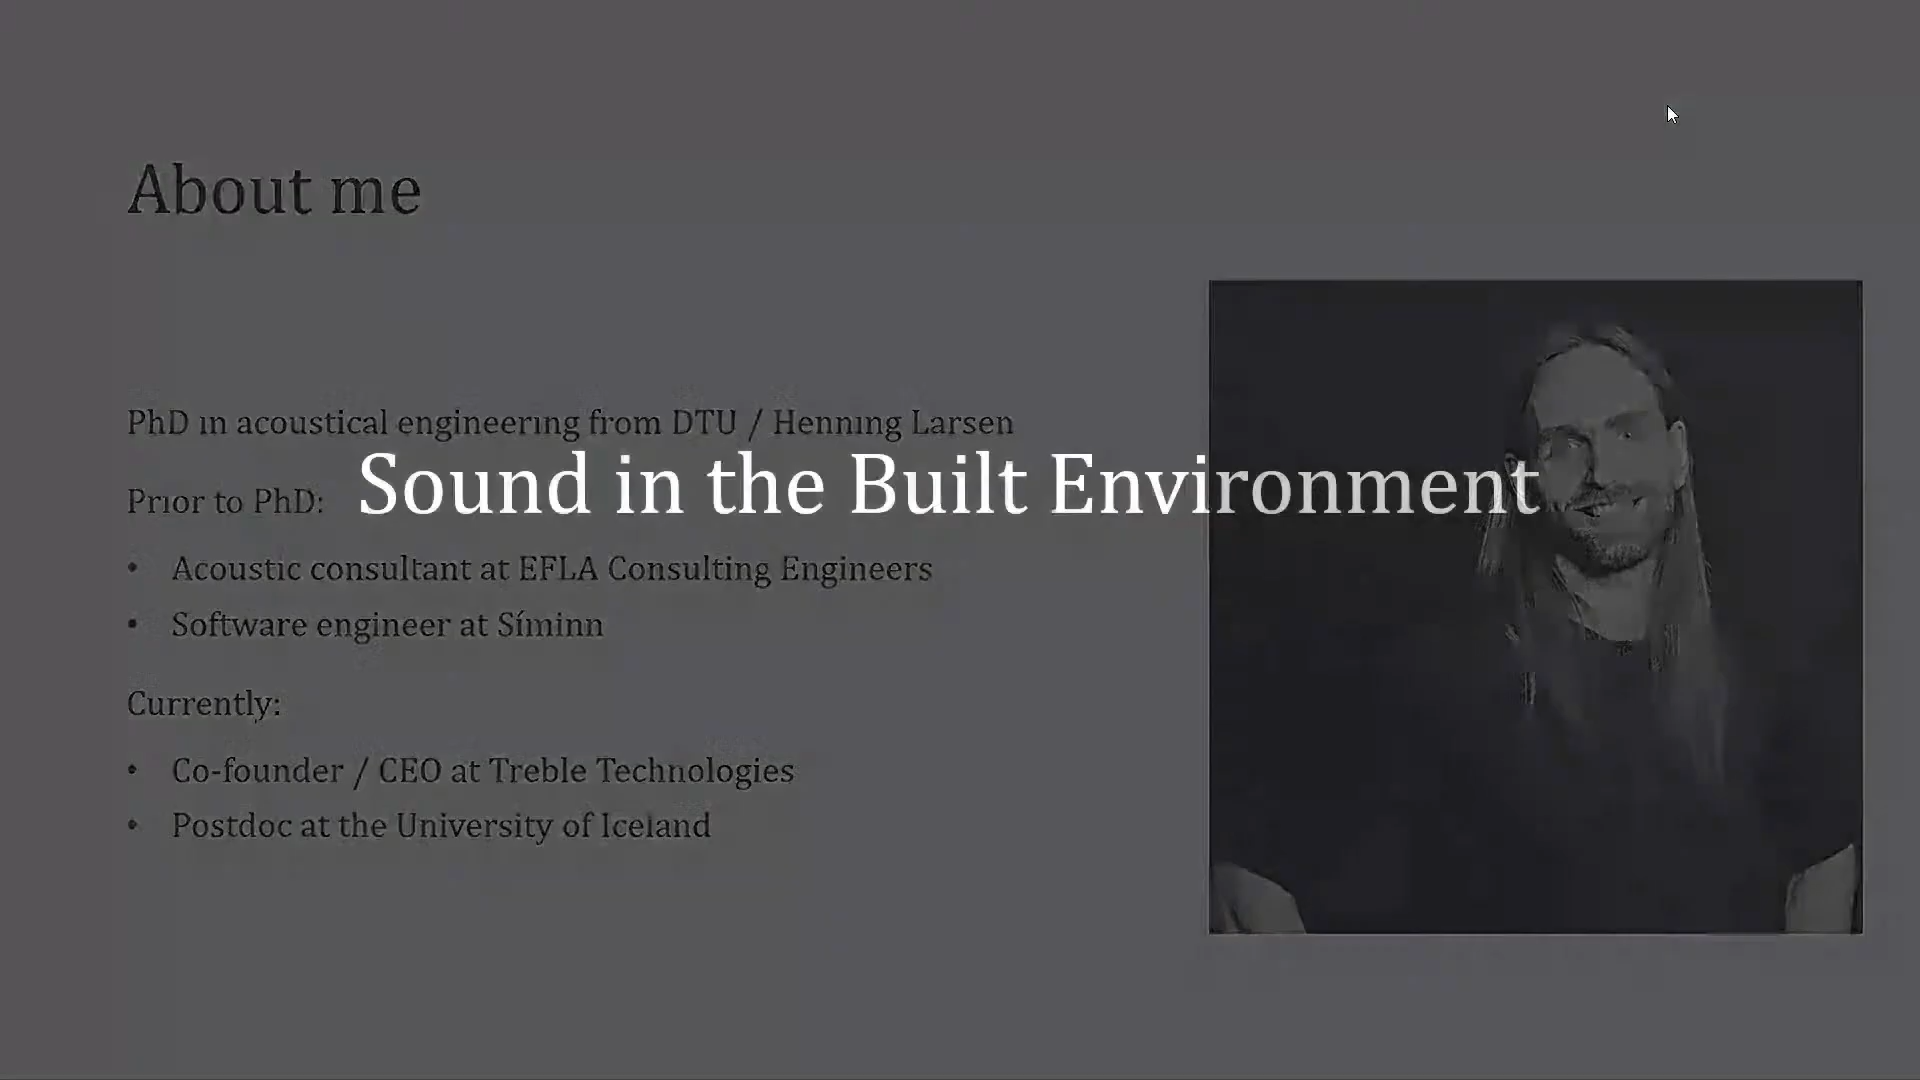 About me
PhD in acoustical engineering from DTU / Henning Larsen
Sound in the Built Environment
Prior to PhD:
• Acoustic consultant at EFLA Consulting Engineers
• Software engineer at Síminn
Currently:
• Co-founder / CEO at Treble Technologies
• Postdoc at the University of Iceland